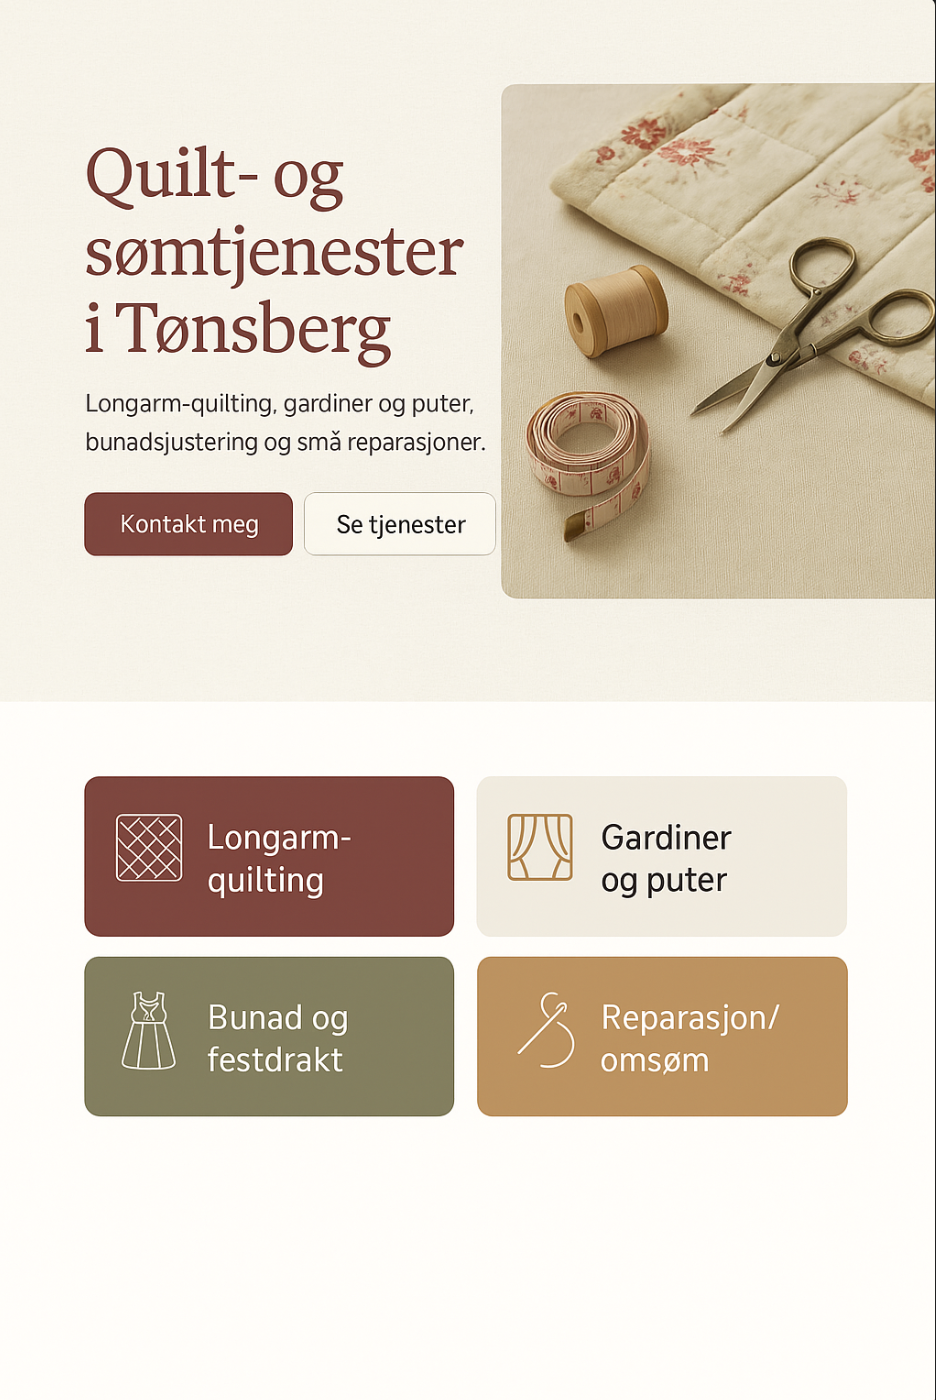 Quilt- og
sømtjenester
i Tønsberg
Longarm-quilting, gardiner og puter,
bunadsjustering og små reparasjoner.
Kontakt meg
Se tjenester
Longarm-
quilting
Gardiner
og puter
Bunad og
festdrakt
Reparasjon/
omsøm